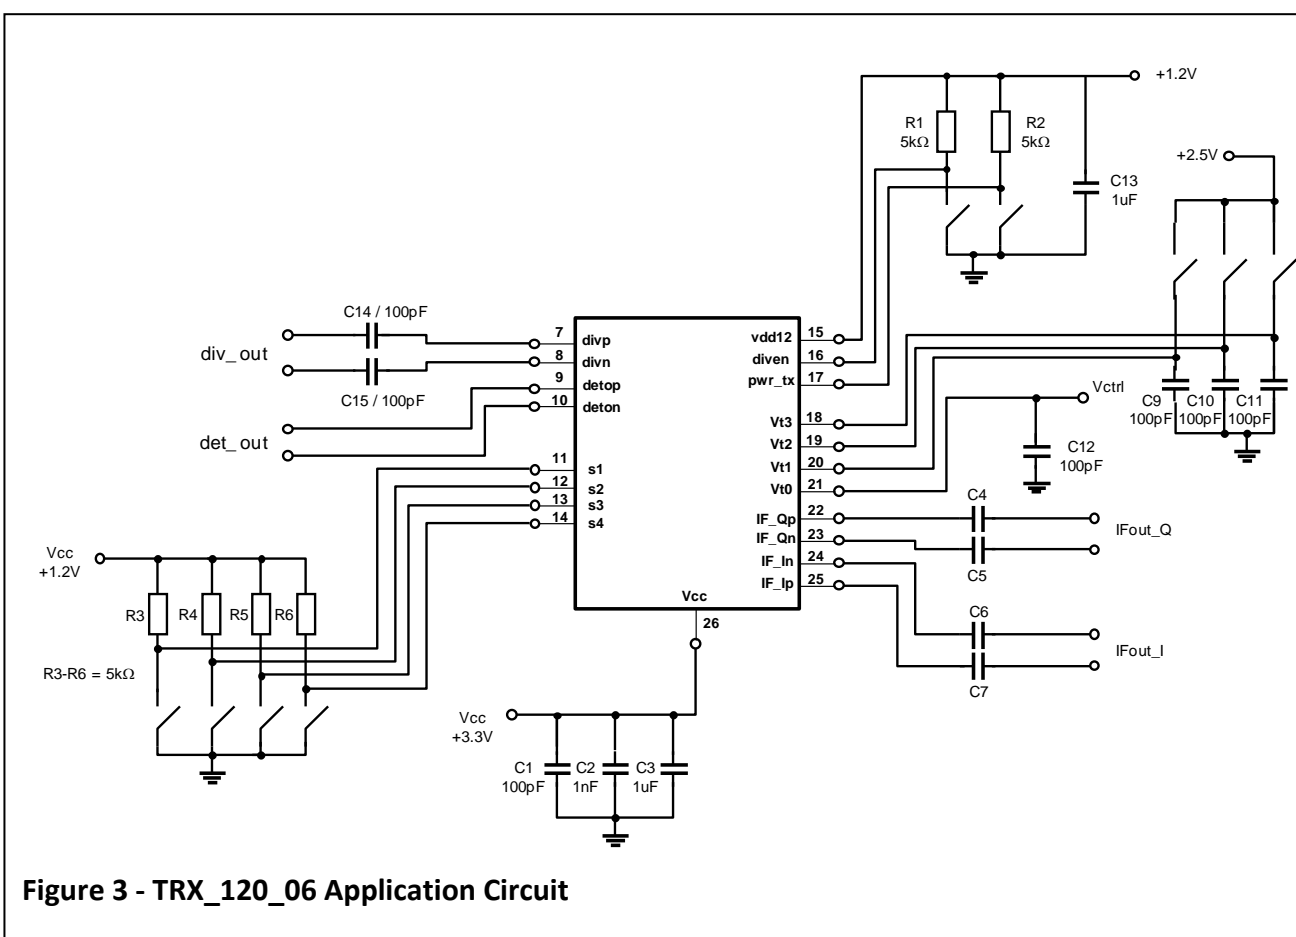 +1.2V
R1
5kΩ
R2
5kΩ
C13
1uF
+2.5V
C14 / 100pF
div_out
C15 / 100pF
det_out
7
8
9
10
11
12
13
14
divp
divn
detop
deton
s1
s2
s3
s4
Vcc
26
vdd12
diven
pwr_tx
Vt3
Vt2
Vt1
Vt0
IF_Qp
IF_Qn
IF_In
IF_Ip
15
16
17
18
19
20
21
22
23
24
25
Vctrl
C9
100pF
C10
100pF
C11
100pF
C12
100pF
C4
C5
IFout_Q
C6
C7
IFout_I
Vcc
+1.2V
R3
R4
R5
R6
R3-R6 = 5kΩ
Vcc
+3.3V
C1
100pF
C2
1nF
C3
1uF
Figure 3 - TRX_120_06 Application Circuit